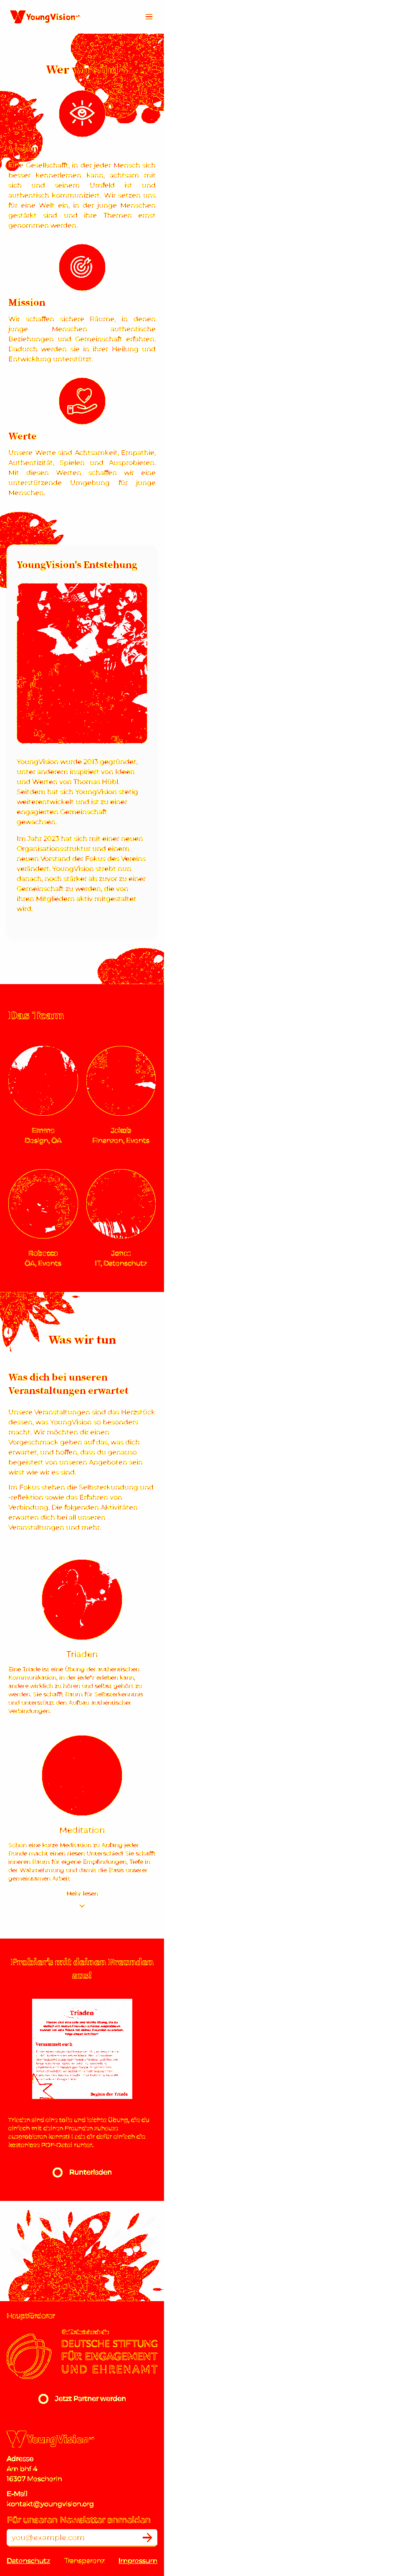 YoungVision
Wer wir sind
Vision
Eine Gesellschafft, in der jeder Mensch sich
besser kennenlernen kann, achtsam mit
sich und seinem Umfeld ist und
authentisch kommuniziert. Wir setzen uns
für eine Welt ein, in der junge Menschen
gestärkt sind und ihre Themen ernst
genommen werden.
Mission
Wir schaffen sichere Räume, in denen
junge Menschen authentische
Beziehungen und Gemeinschaft erfahren.
Dadurch werden sie in ihrer Heilung und
Entwicklung unterstützt.
Werte
Unsere Werte sind Achtsamkeit, Empathie,
Authentizität, Spielen und Ausprobieren.
Mit diesen Werten schaffen wir eine
unterstützende Umgebung für junge
Menschen.
YoungVision's Entstehung
YoungVision wurde 2013 gegründet,
unter anderem inspiriert von Ideen
und Werten von Thomas Hübl.
Seitdem hat sich YoungVision stetig
weiterentwickelt und ist zu einer
engagierten Gemeinschaft
gewachsen.
Im Jahr 2023 hat sich mit einer neuen
Organisationsstruktur und einem
neuen Vorstand der Fokus des Vereins
verändert. YoungVision strebt nun
danach, noch stärker als zuvor zu einer
Gemeinschaft zu werden, die von
ihren Mitgliedern aktiv mitgestaltet
wird.
Das Team
Emma
Design, ÖA
Jakob
Finanzen, Events
Rebecca
ÖA, Events
Jonas
IT, Datenschutz
Was wir tun
Was dich bei unseren
Veranstaltungen erwartet
Unsere Veranstaltungen sind das Herzstück
dessen, was YoungVision so besonders
macht. Wir möchten dir einen
Vorgeschmack geben auf das, was dich
erwartet, und hoffen, dass du genauso
begeistert von unseren Angeboten sein
wirst wie wir es sind.
Im Fokus stehen die Selbsterkundung und
-reflektion sowie das Erfahren von
Verbindung. Die folgenden Aktivitäten
erwarten dich bei all unseren
Veranstaltungen und mehr.
Triaden
Eine Triade ist eine Übung der authentischen
Kommunikation, in der jede*r erleben kann,
andere wirklich zu hören und selbst gehört zu
werden. Sie schafft Raum für Selbsterkenntnis
und unterstützt den Aufbau authentischer
Verbindungen.
Meditation
Schon eine kurze Meditation zu Anfang jeder
Runde macht einen riesen Unterschied! Sie schafft
inneren Raum für eigene Empfindungen, Tiefe in
der Wahrnehmung und damit die Basis unserer
gemeinsamen Arbeit.
Mehr lesen
Probier's mit deinen Freunden
aus!
Triaden
Beginn der Triade
Triaden sind eine tolle und leichte Übung, die du
einfach mit deinen Freunden zuhause
ausprobieren kannst! Lade dir dafür einfach die
kostenlose PDF-Datei runter.
Runterladen
Hauptförderer
DEUTSCHE STIFTUNG
FÜR ENGAGEMENT
UND EHRENAMT
Jetzt Partner werden
YoungVision
Adresse
Am bhf 4
16307 Mescherin
E-Mail
kontakt@youngvision.org
Für unseren Newsletter anmelden
you@example.com
Datenschutz Transparenz Impressum